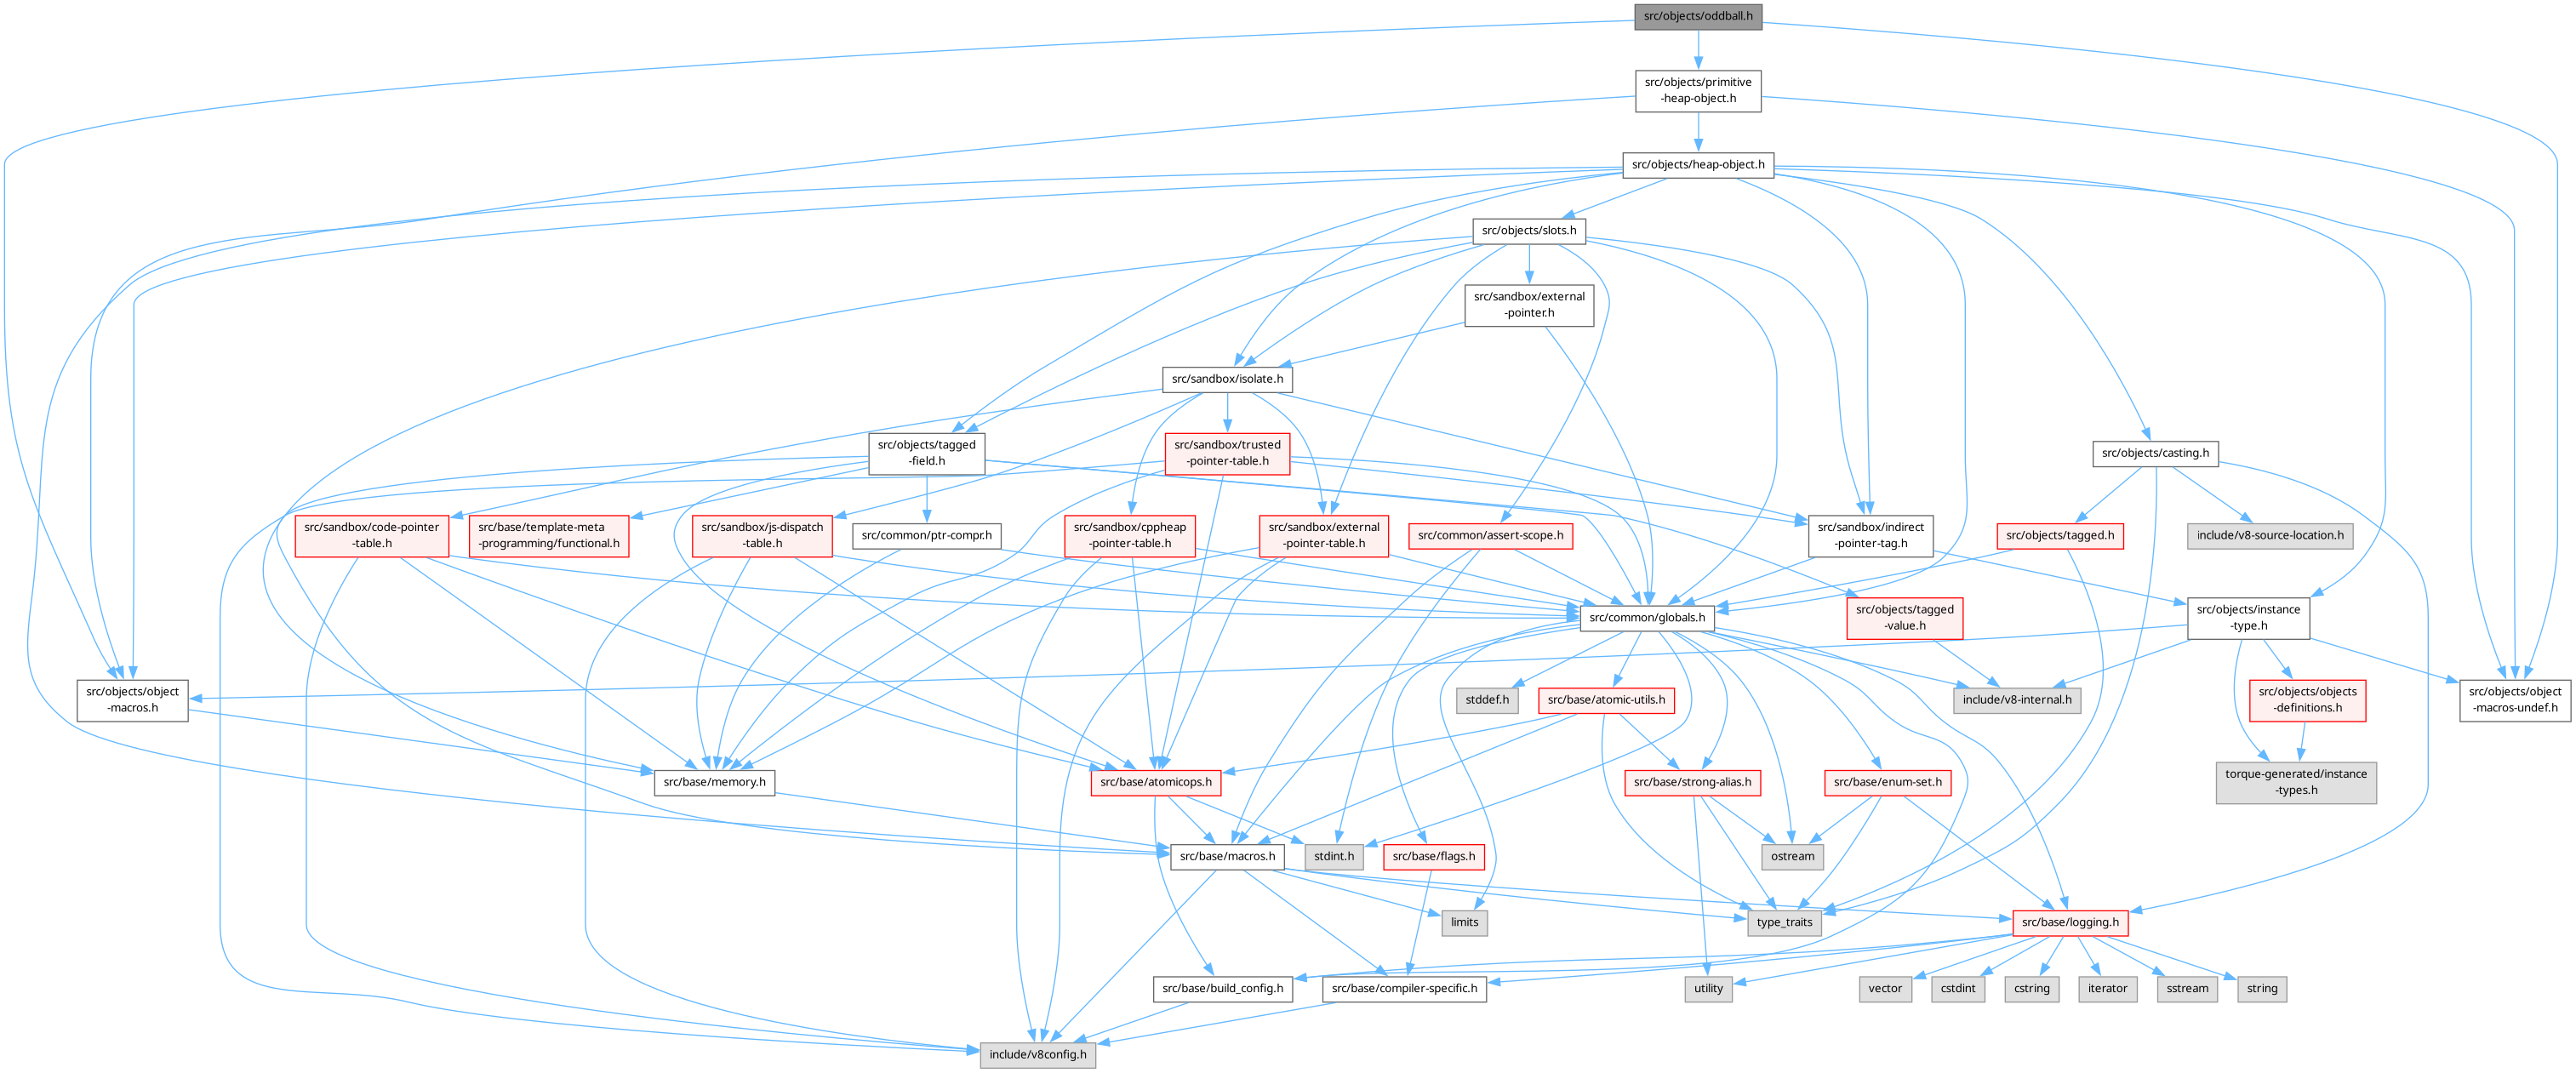 src/objects/oddball.h
src/objects/primitive
-heap-object.h
src/objects/heap-object.h
src/objects/slots.h
src/sandbox/external
-pointer.h
src/sandbox/isolate.h
src/objects/tagged
-field.h
src/sandbox/trusted
-pointer-table.h
src/objects/casting.h
src/sandbox/code-pointer
-table.h
src/base/template-meta
-programming/functional.h
src/sandbox/js-dispatch
-table.h
src/common/ptr-compr.h
src/sandbox/cppheap
-pointer-table.h
src/sandbox/external
-pointer-table.h
src/common/assert-scope.h
src/sandbox/indirect
-pointer-tag.h
src/objects/tagged.h
include/v8-source-location.h
src/common/globals.h
src/objects/tagged
-value.h
src/objects/instance
-type.h
src/objects/object
-macros.h
stddef.h
src/base/atomic-utils.h
include/v8-internal.h
src/objects/objects
-definitions.h
src/objects/object
-macros-undef.h
src/base/memory.h
src/base/atomicops.h
src/base/strong-alias.h
src/base/enum-set.h
torque-generated/instance
-types.h
src/base/macros.h
stdint.h
src/base/flags.h
ostream
limits
type_traits
src/base/logging.h
src/base/build_config.h
src/base/compiler-specific.h
utility
vector
cstdint
cstring
iterator
sstream
string
include/v8config.h